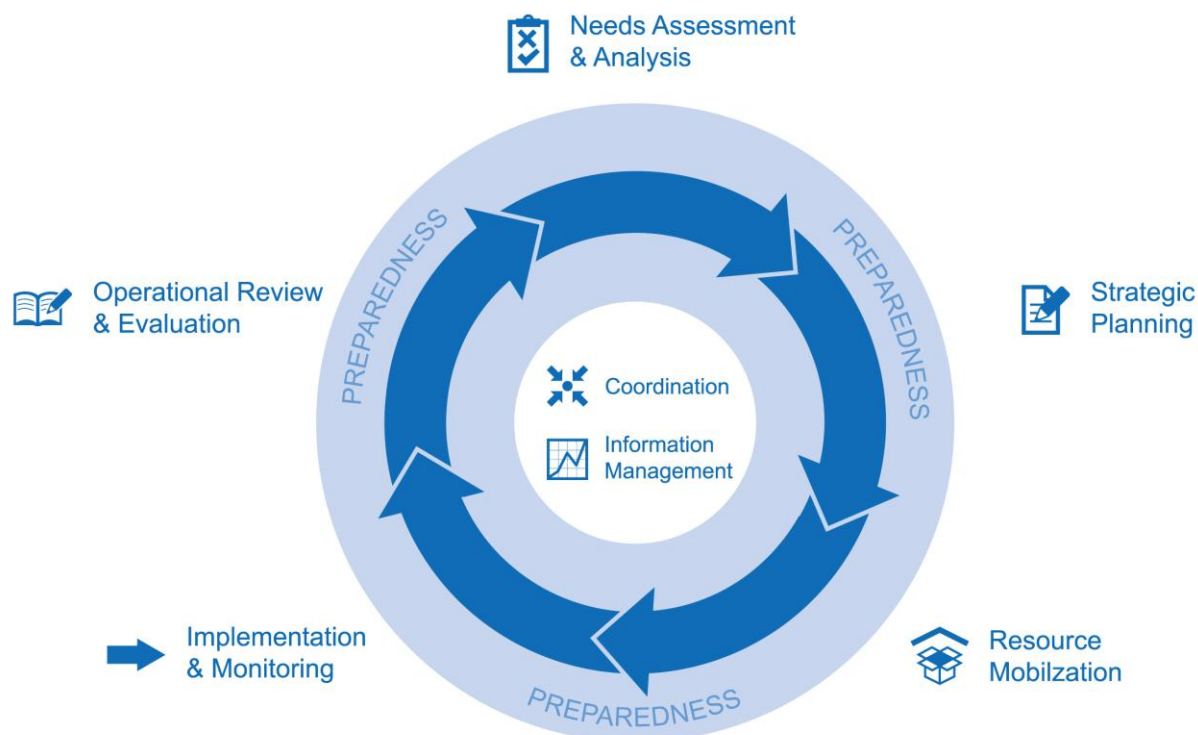 Needs Assessment
& Analysis
PREPAREDNESS
PREPAREDNESS
Operational Review
& Evaluation
Strategic
Planning
Coordination
Information
Management
Implementation
& Monitoring
Resource
Mobilzation
PREPAREDNESS